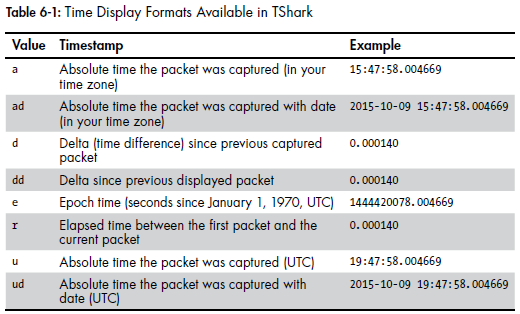 Table 6-1: Time Display Formats Available in TShark
Value Timestamp Example
a Absolute time the packet was captured (in your 15:47:58.004669
time zone)
ad Absolute time the packet was captured with date 2015-10-09 15:47:58.004669
(in your time zone)
d Delta (time difference) since previous captured 0.000140
packet
dd Delta since previous displayed packet 0.000140
e Epoch time (seconds since January 1, 1970, UTC) 1444420078.004669
r Elapsed time between the first packet and the 0.000140
current packet
u Absolute time the packet was captured (UTC) 19:47:58.004669
ud Absolute time the packet was captured with 2015-10-09 19:47:58.004669
date (UTC)